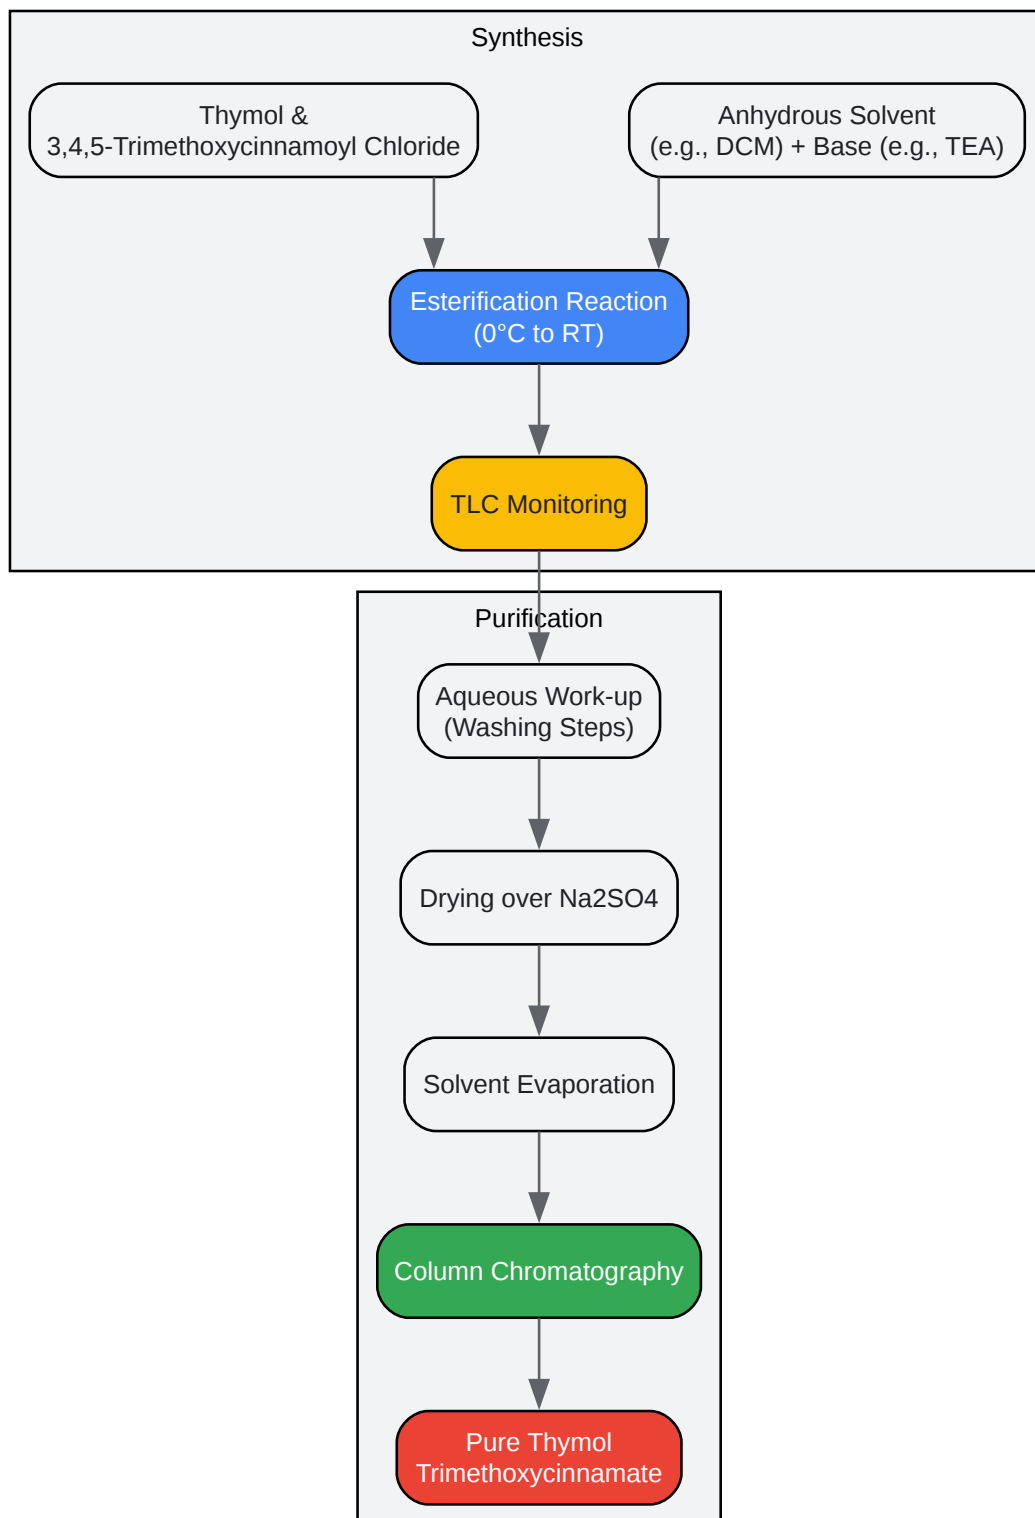 Synthesis
Thymol &
3,4,5-Trimethoxycinnamoyl Chloride
Anhydrous Solvent
(e.g., DCM) + Base (e.g., TEA)
Esterification Reaction
(0°C to RT)
TLC Monitoring
Purification
Aqueous Work-up
(Washing Steps)
Drying over Na2SO4
Solvent Evaporation
Column Chromatography
Pure Thymol
Trimethoxycinnamate